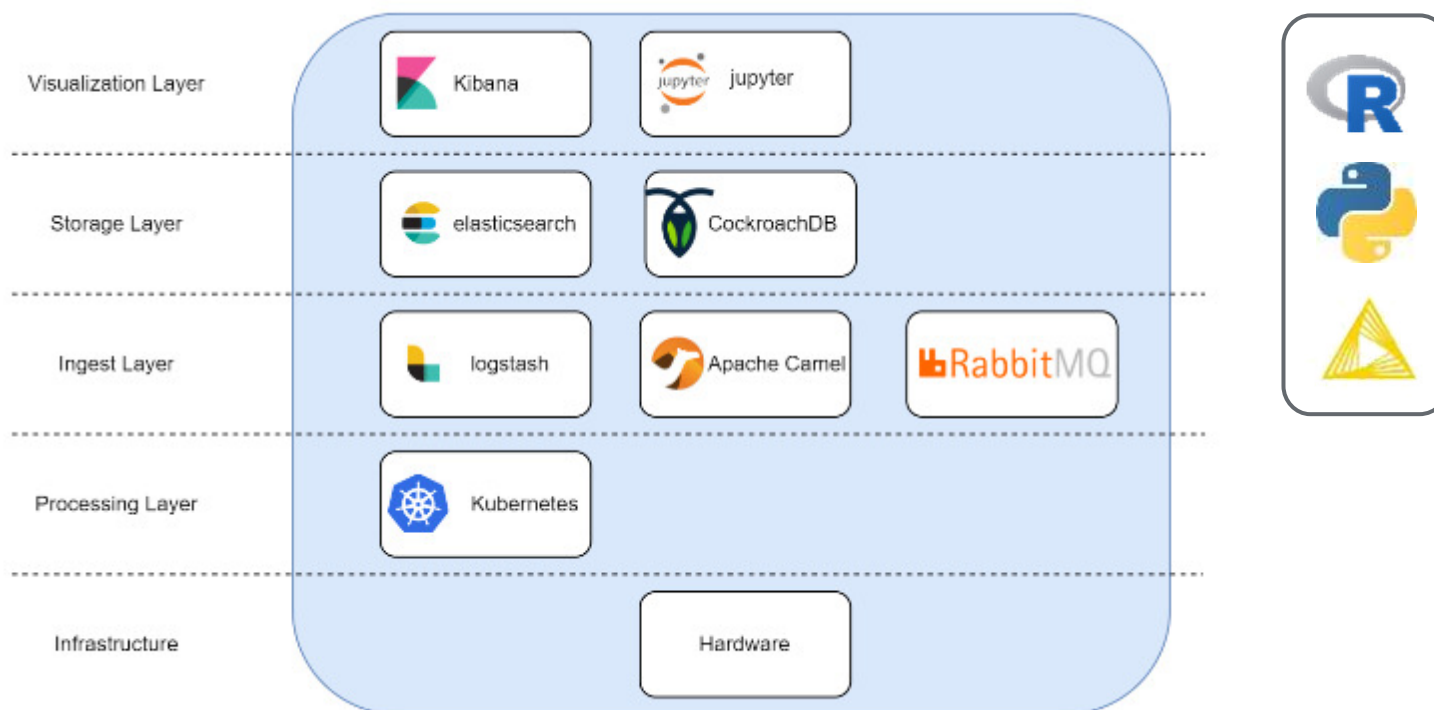 Visualization Layer
Kibana
jupyter
jupyter
R
Storage Layer
elasticsearch
CockroachDB
Ingest Layer
logstash
Apache Camel
RabbitMQ
Processing Layer
Kubernetes
Infrastructure
Hardware